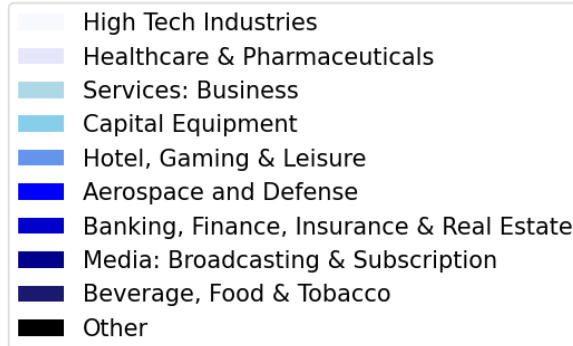 High Tech Industries
Healthcare & Pharmaceuticals
Services: Business
Capital Equipment
Hotel, Gaming & Leisure
Aerospace and Defense
Banking, Finance, Insurance & Real Estate
Media: Broadcasting & Subscription
Beverage, Food & Tobacco
Other